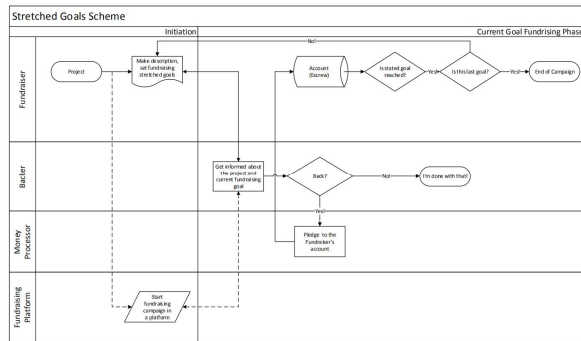 Stretched Goals Scheme
Initiation
Current Goal Fundrising Phase
Fundraiser
Project
Make description,
set fundraising
stretched goals
No!
Account
(Escrew)
Is stated goal
reached?
Yes!
Is this last goal?
Yes!
End of Campaign
Backer
Get informed about
the project and
current fundraising
goal
Back?
No!
I'm done with that!
Yes!
Money
Processor
Pledge to the
Fundraiser's
account
Fundraising
Platform
Start
fundraising
campaign in
a platform